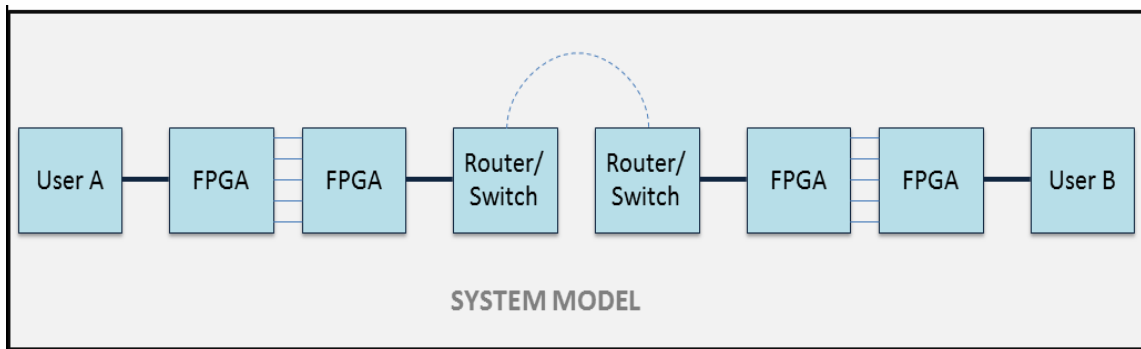 User A
FPGA
FPGA
Router/
Switch
Router/
Switch
FPGA
FPGA
User B
SYSTEM MODEL